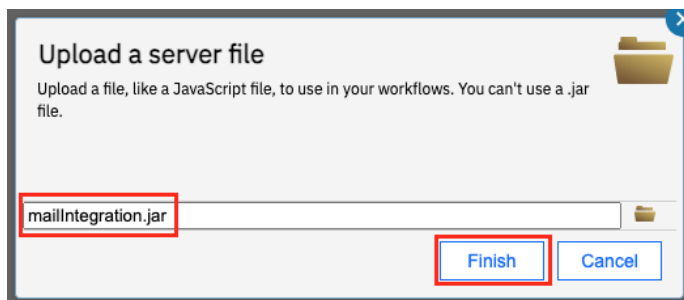 Upload a server file
Upload a file, like a JavaScript file, to use in your workflows. You can't use a .jar
file.
mailIntegration.jar
Finish
Cancel